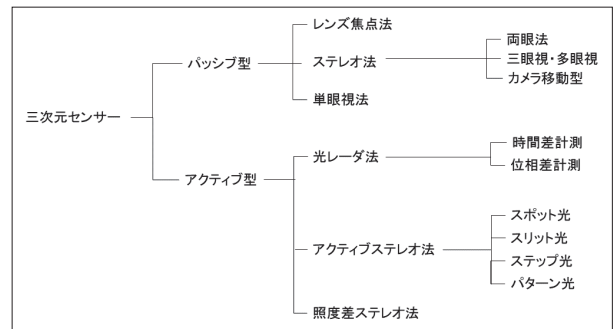 レンズ焦点法
両眼法
パッシブ型
ステレオ法
三眼視・多眼視
カメラ移動型
単眼視法
三次元センサー
時間差計測
光レーダ法
位相差計測
アクティブ型
スポット光
スリット光
アクティブステレオ法
ステップ光
パターン光
照度差ステレオ法